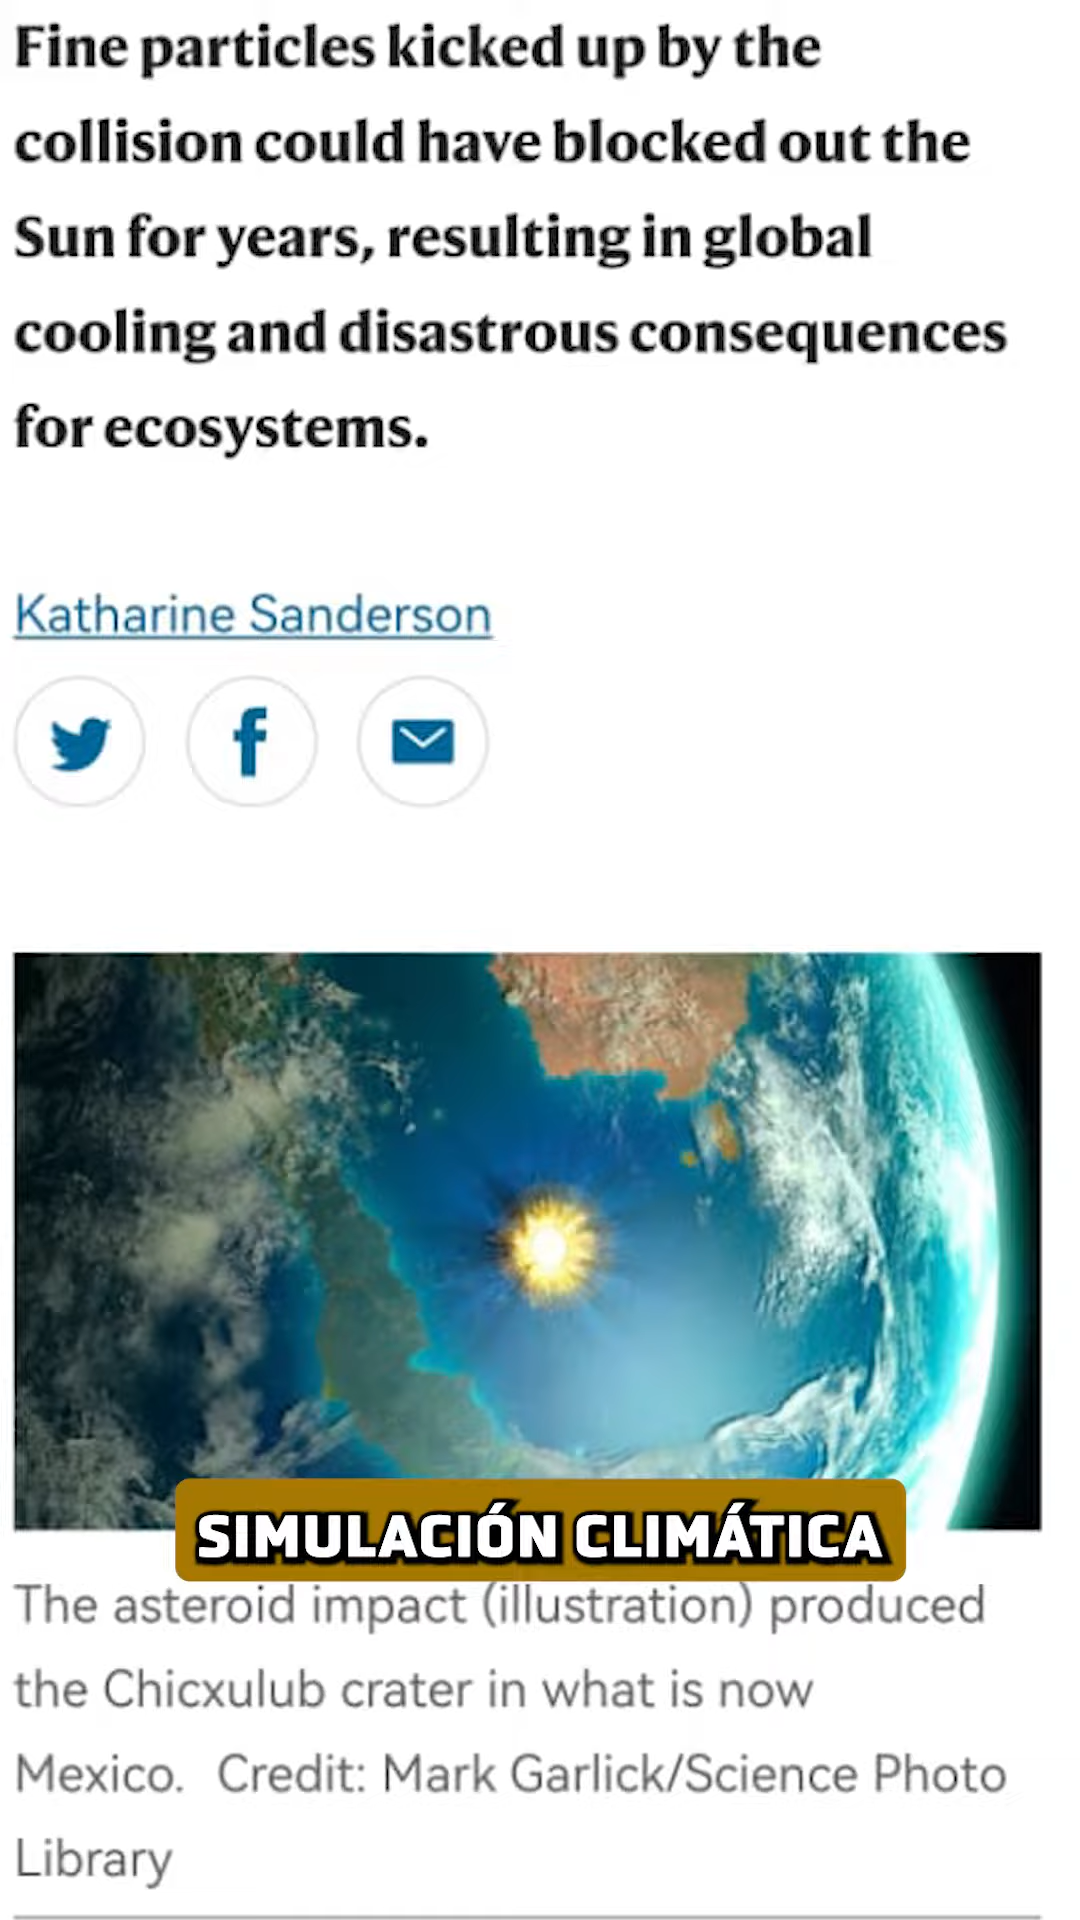 Fine particles kicked up by the
collision could have blocked out the
Sun for years, resulting in global
cooling and disastrous consequences
for ecosystems.
Katharine Sanderson
SIMULACIÓN CLIMÁTICA
The asteroid impact (illustration) produced
the Chicxulub crater in what is now
Mexico. Credit: Mark Garlick/Science Photo
Library